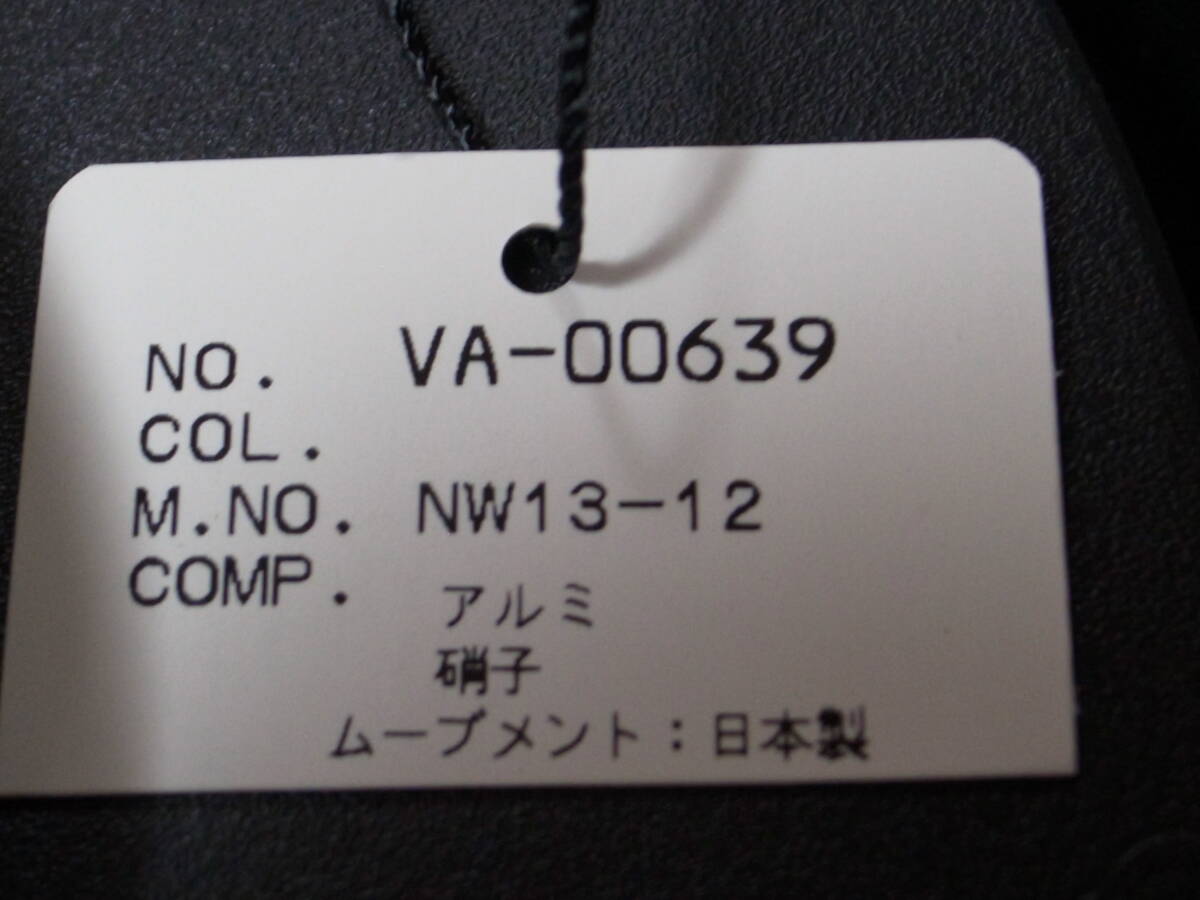 NO. VA-00639
COL.
M.NO. NW13-12
COMP. アルミ
硝子
ムーブメント：日本製